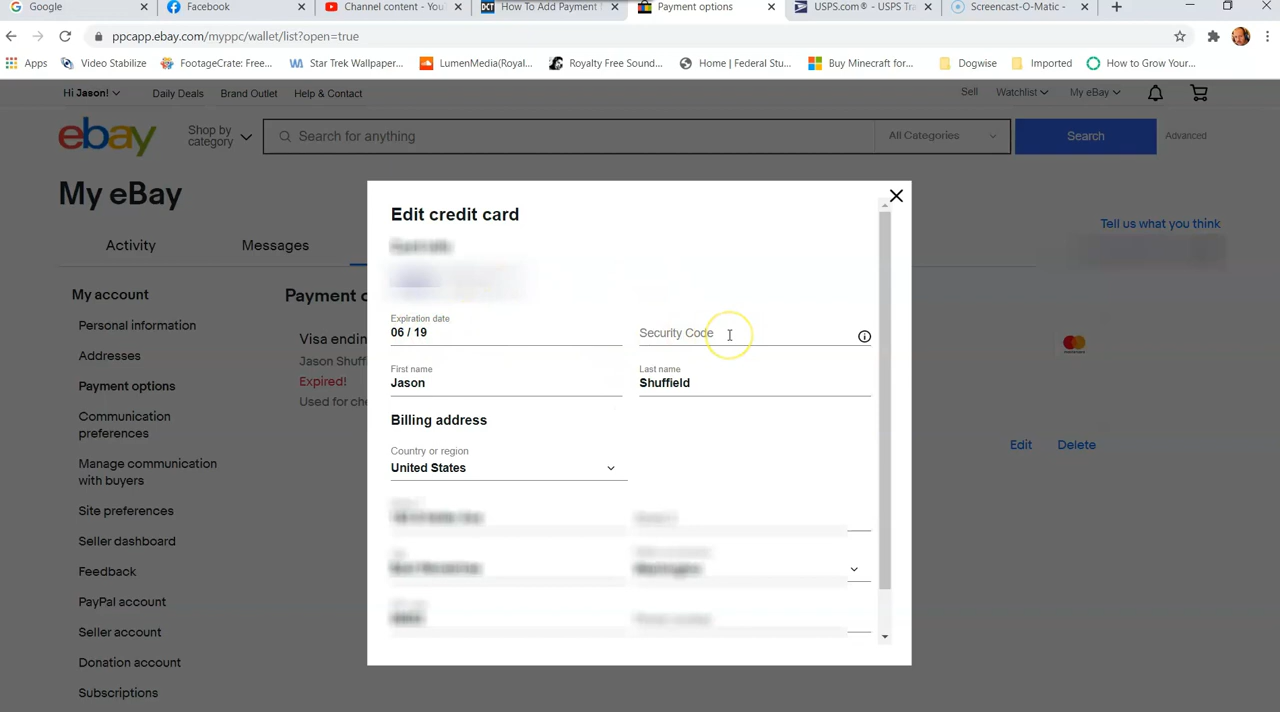 Google
Facebook
Channel content - You
How To Add Payment
Payment options
USPS.com® - USPS Tra
Screencast-O-Matic -
ppcapp.ebay.com/myppc/wallet/list?open=true
Apps
Video Stabilize
FootageCrate: Free...
Star Trek Wallpaper...
LumenMedia(Royal...
Royalty Free Sound...
Home | Federal Stu...
Buy Minecraft for...
Dogwise
Imported
How to Grow Your...
Hi Jason!
Daily Deals
Brand Outlet
Help & Contact
Sell
Watchlist
My eBay
ebay
Shop by
category
Search for anything
All Categories
Search
Advanced
My eBay
Tell us what you think
Activity
Messages
My account
Personal information
Addresses
Payment options
Communication
preferences
Manage communication
with buyers
Site preferences
Seller dashboard
Feedback
PayPal account
Seller account
Donation account
Subscriptions
Payment
Visa ending
Jason
Expired!
Used for
Edit
Delete
Edit credit card
Expiration date
06 / 19
Security Code
First name
Jason
Last name
Shuffield
Billing address
Country or region
United States